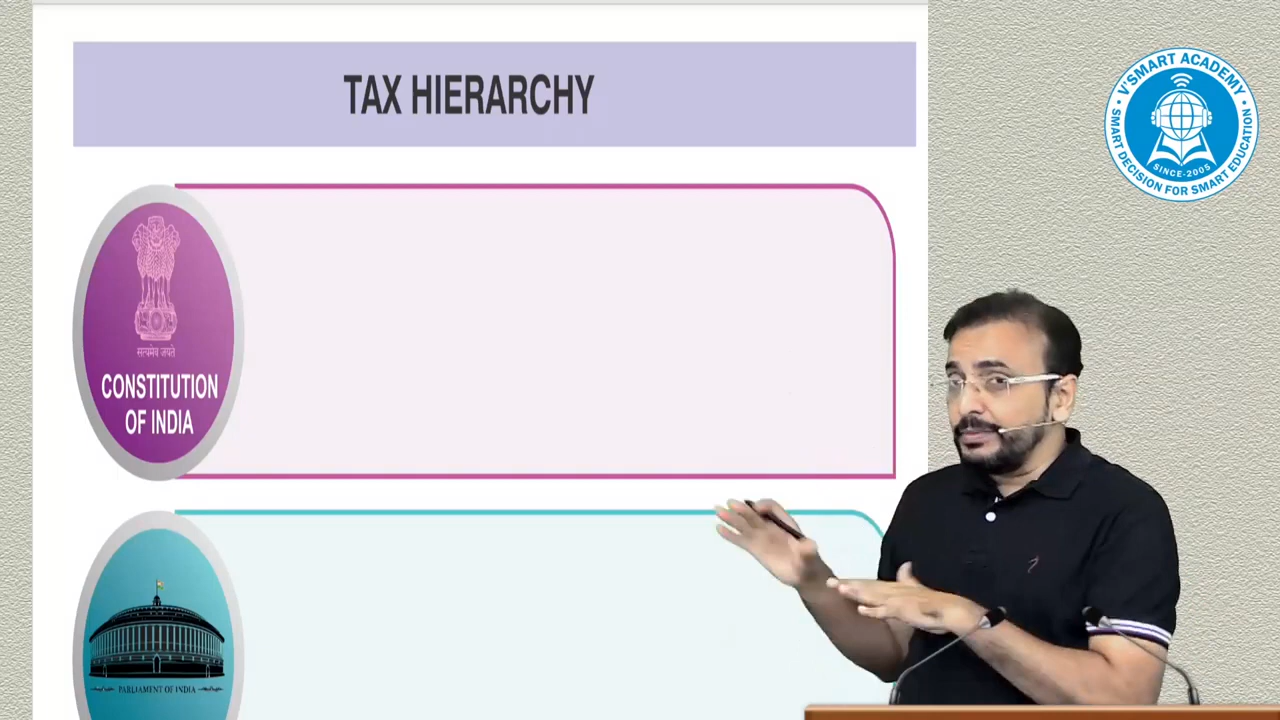 TAX HIERARCHY
V'SMART ACADEMY
SINCE-2005
• SMART DECISION FOR SMART EDUCATION •
सत्यमेव जयते
CONSTITUTION
OF INDIA
PARLIAMENT OF INDIA